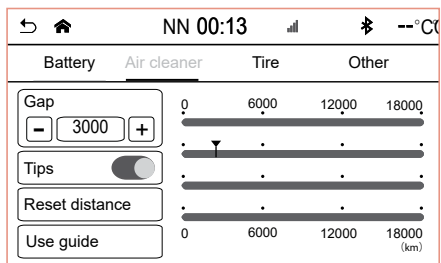 NN 00:13 --°C
Battery Air cleaner Tire Other
Gap
- 3000 +
Tips
Reset distance
Use guide
0 6000 12000 18000
0 6000 12000 18000
(km)